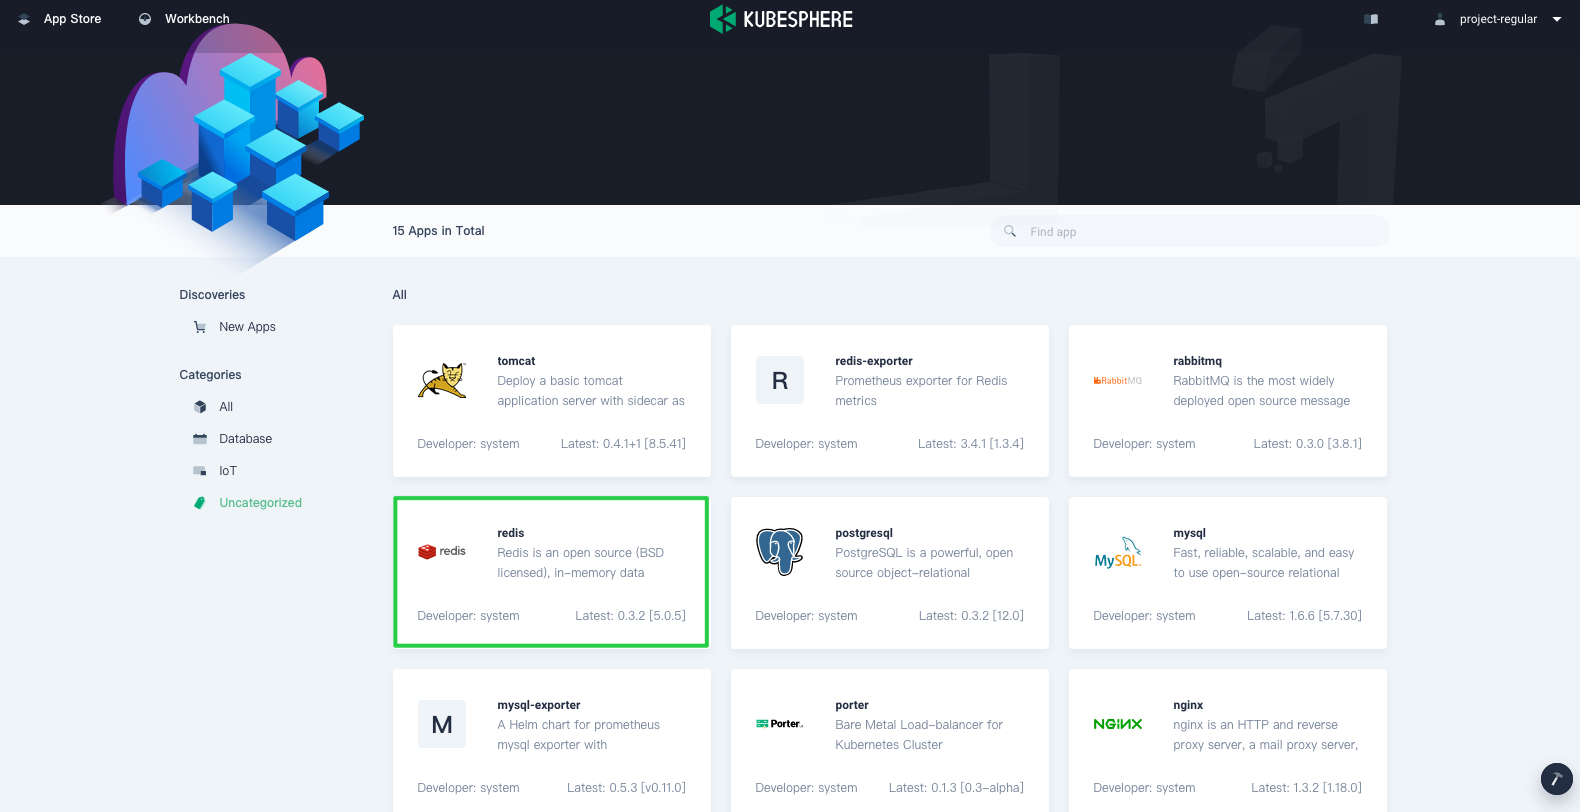 App Store
Workbench
KUBESPHERE
project-regular
15 Apps in Total
Find app
Discoveries
New Apps
Categories
All
Database
IoT
Uncategorized
All
tomcat
Deploy a basic tomcat
application server with sidecar as
Developer: system
Latest: 0.4.1+1 [8.5.41]
R
redis-exporter
Prometheus exporter for Redis
metrics
Developer: system
Latest: 3.4.1 [1.3.4]
RabbitMQ
rabbitmq
RabbitMQ is the most widely
deployed open source message
Developer: system
Latest: 0.3.0 [3.8.1]
redis
redis
Redis is an open source (BSD
licensed), in-memory data
Developer: system
Latest: 0.3.2 [5.0.5]
postgresql
PostgreSQL is a powerful, open
source object-relational
Developer: system
Latest: 0.3.2 [12.0]
MySQL
mysql
Fast, reliable, scalable, and easy
to use open-source relational
Developer: system
Latest: 1.6.6 [5.7.30]
M
mysql-exporter
A Helm chart for prometheus
mysql exporter with
Developer: system
Latest: 0.5.3 [v0.11.0]
Porter
porter
Bare Metal Load-balancer for
Kubernetes Cluster
Developer: system
Latest: 0.1.3 [0.3-alpha]
NGINX
nginx
nginx is an HTTP and reverse
proxy server, a mail proxy server,
Developer: system
Latest: 1.3.2 [1.18.0]